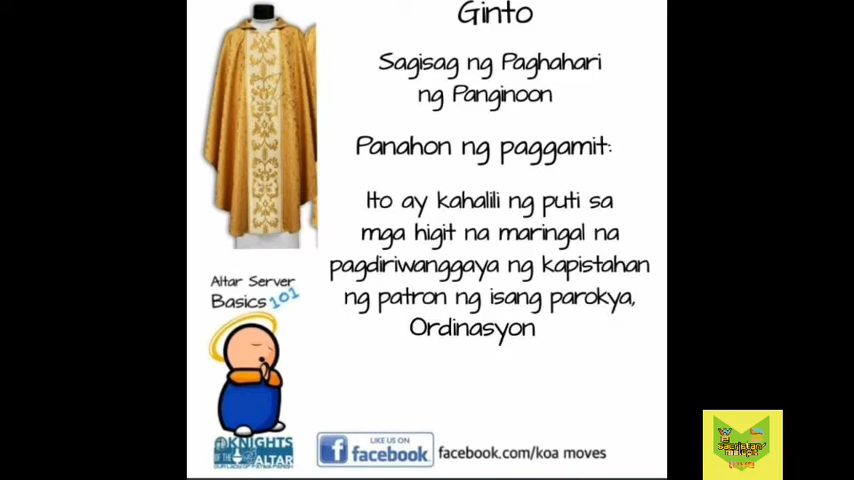 Ginto
Sagisag ng Paghahari
ng Panginoon
Panahon ng paggamit:
Ito ay kahalili ng puti sa
mga higit na maringal na
pagdiriwanggaya ng kapistahan
ng patron ng isang parokya,
Ordinasyon
Altar Server
Basics 101
KNIGHTS
OF THE ALTAR
LIKE US ON
facebook.
facebook.com/koa moves